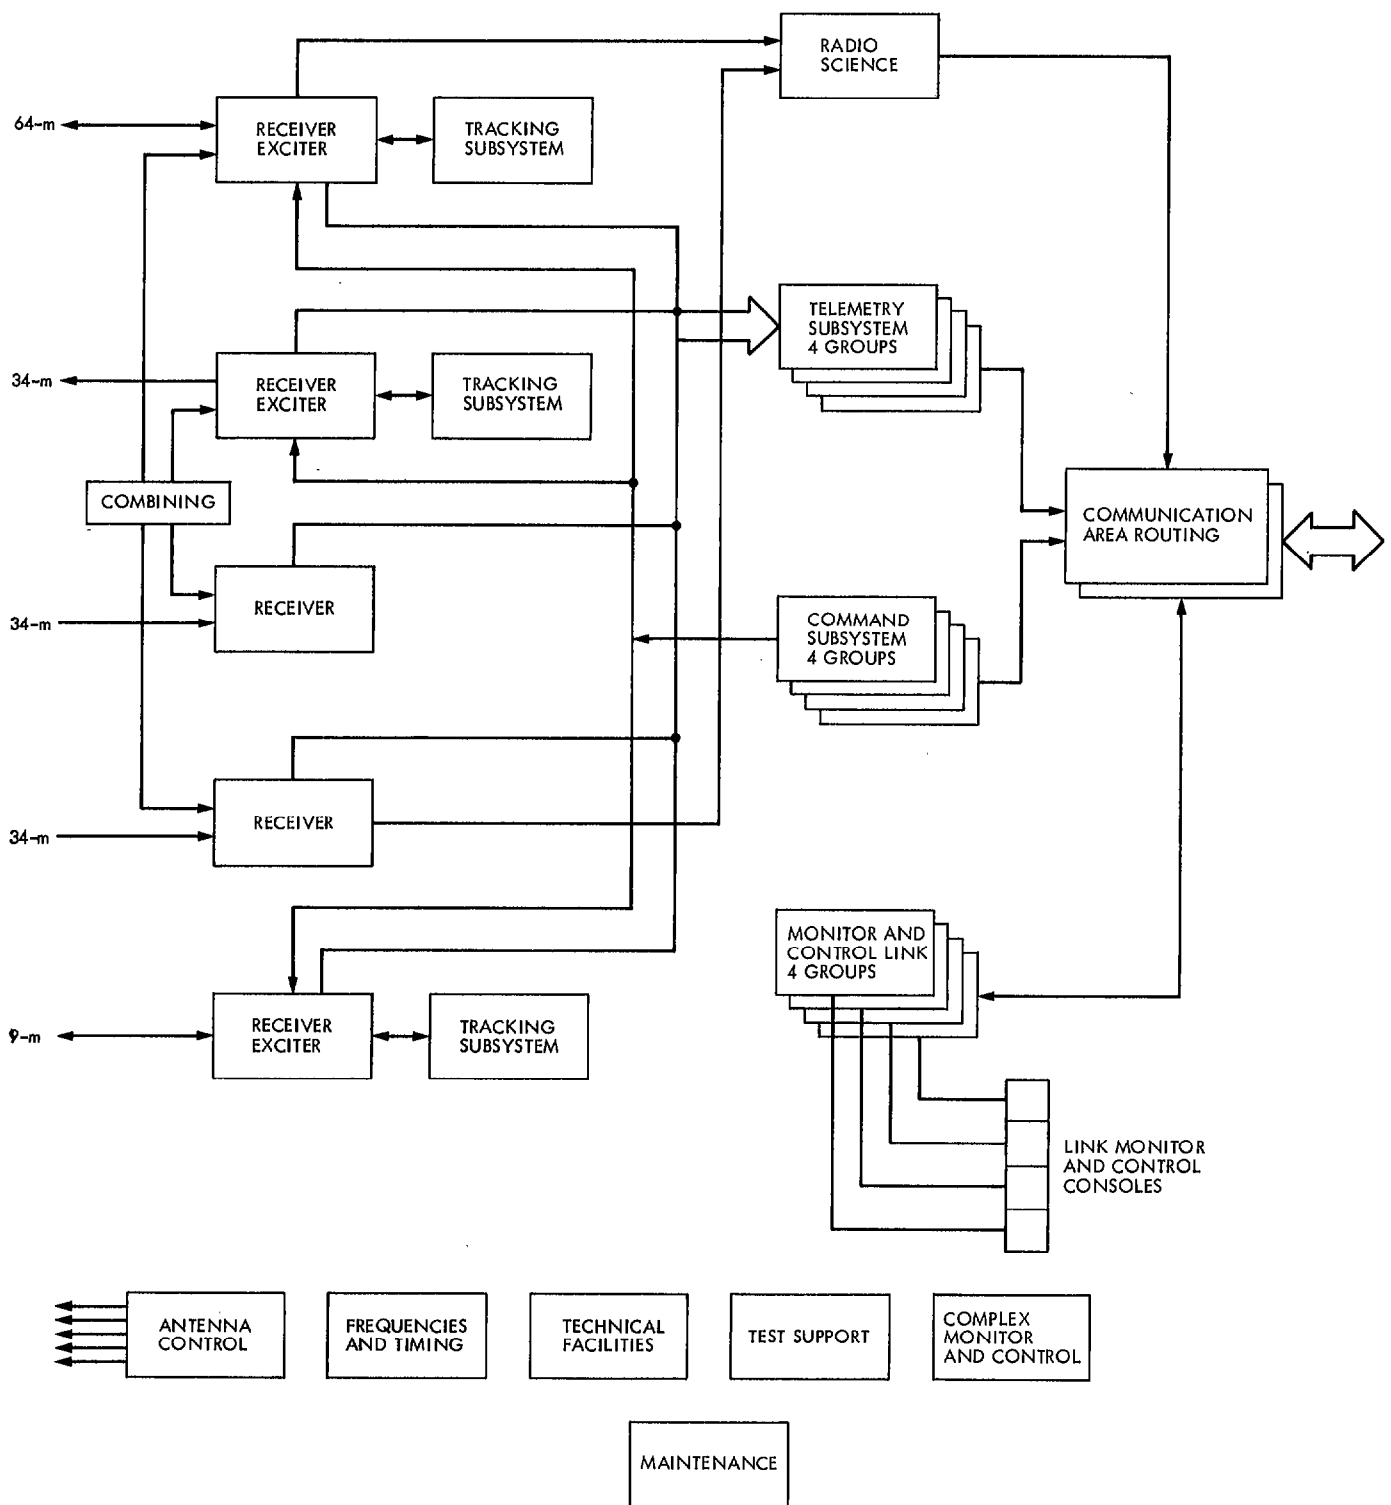 RADIO
SCIENCE
64-m
RECEIVER
EXCITER
TRACKING
SUBSYSTEM
TELEMETRY
SUBSYSTEM
4 GROUPS
34-m
RECEIVER
EXCITER
TRACKING
SUBSYSTEM
COMBINING
COMMUNICATION
AREA ROUTING
34-m
RECEIVER
COMMAND
SUBSYSTEM
4 GROUPS
34-m
RECEIVER
MONITOR AND
CONTROL LINK
4 GROUPS
9-m
RECEIVER
EXCITER
TRACKING
SUBSYSTEM
LINK MONITOR
AND CONTROL
CONSOLES
ANTENNA
CONTROL
FREQUENCIES
AND TIMING
TECHNICAL
FACILITIES
TEST SUPPORT
COMPLEX
MONITOR
AND CONTROL
MAINTENANCE